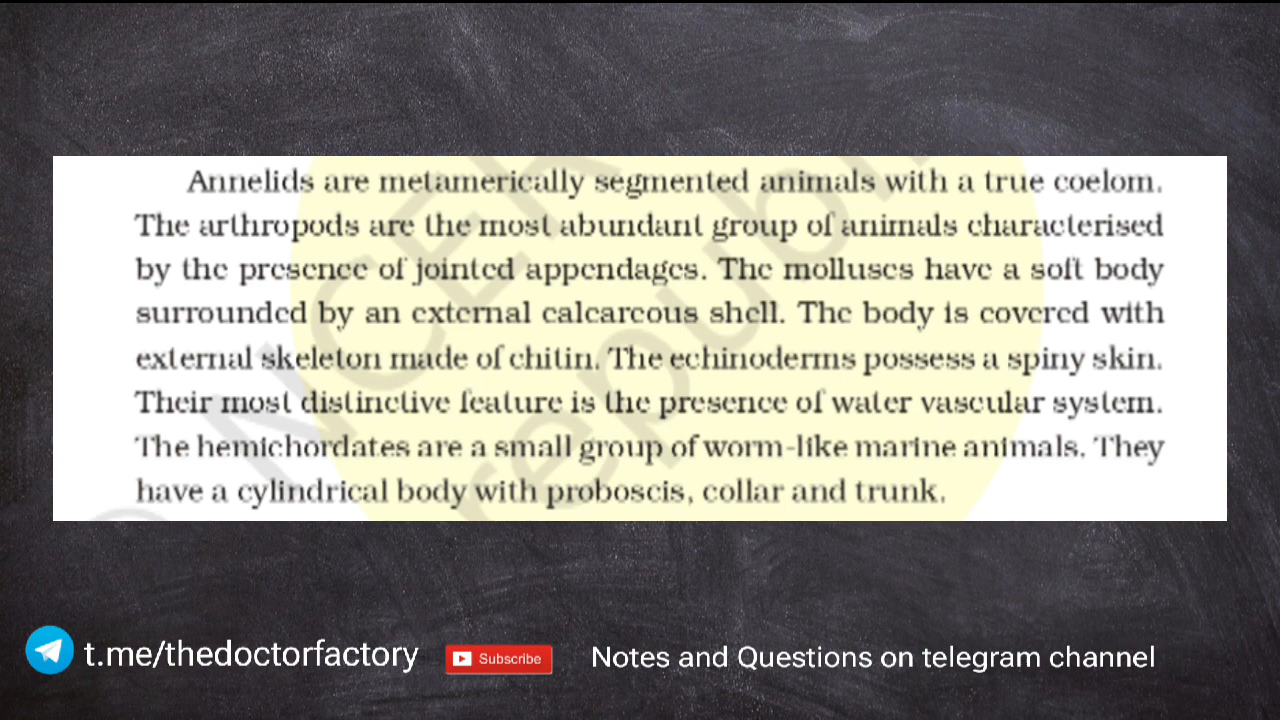 Annelids are metamerically segmented animals with a true coelom.
The arthropods are the most abundant group of animals characterised
by the presence of jointed appendages. The molluscs have a soft body
surrounded by an external calcareous shell. The body is covered with
external skeleton made of chitin. The echinoderms possess a spiny skin.
Their most distinctive feature is the presence of water vascular system.
The hemichordates are a small group of worm-like marine animals. They
have a cylindrical body with proboscis, collar and trunk.
t.me/thedoctorfactory
Subscribe
Notes and Questions on telegram channel